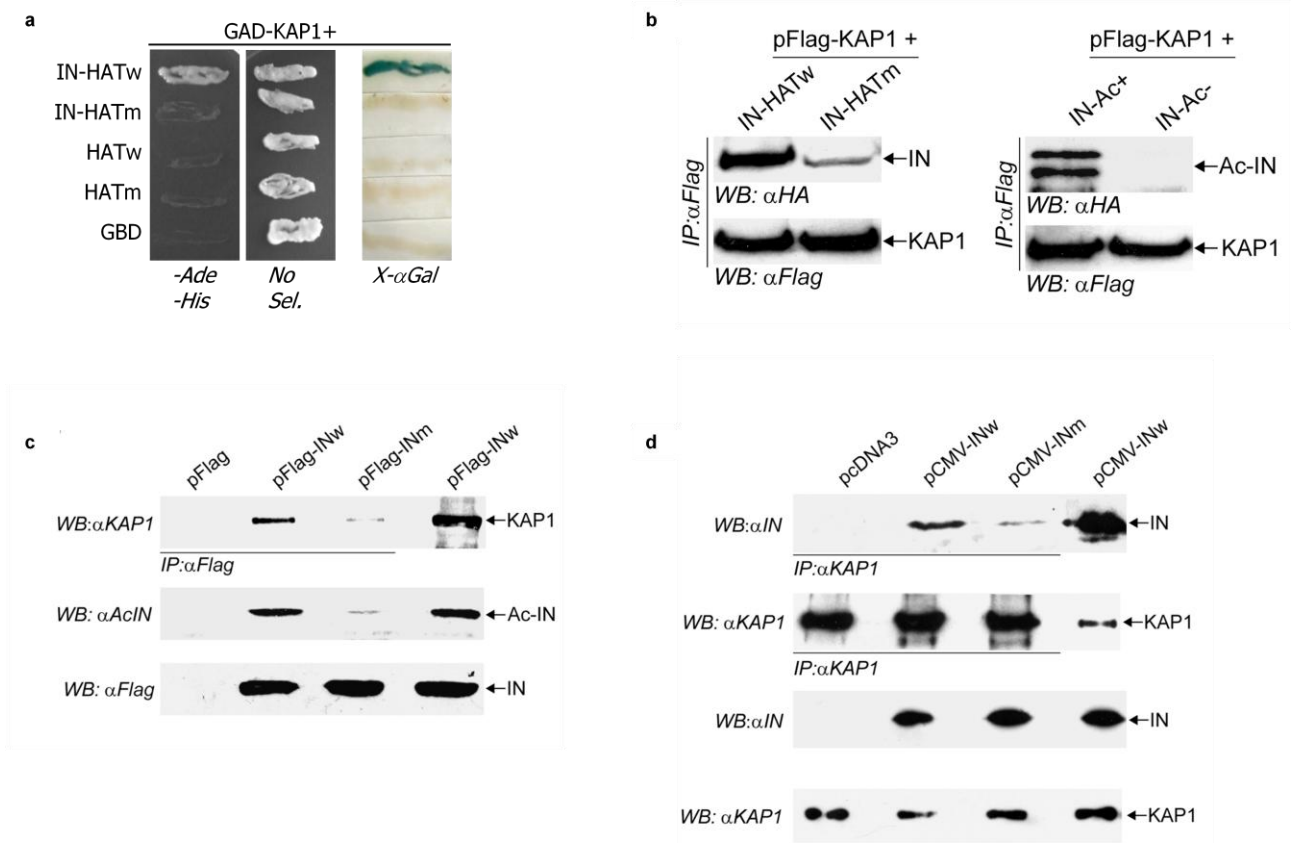 a
GAD-KAP1+
IN-HATw
IN-HATm
HATw
HATm
GBD
-Ade
-His
No
Sel.
X-αGal
b
pFlag-KAP1 +
IN-HATw
IN-HATm
IP:αFlag
IN
WB: αHA
KAP1
WB: αFlag
pFlag-KAP1 +
IN-Ac+
IN-Ac-
IP:αFlag
Ac-IN
WB: αHA
KAP1
WB: αFlag
c
pFlag
pFlag-INw
pFlag-INm
pFlag-INw
WB:αKAP1
KAP1
IP:αFlag
WB: αAcIN
Ac-IN
WB: αFlag
IN
d
pcDNA3
pCMV-INw
pCMV-INm
pCMV-INw
WB:αIN
IN
IP:αKAP1
WB: αKAP1
KAP1
IP:αKAP1
WB:αIN
IN
WB: αKAP1
KAP1